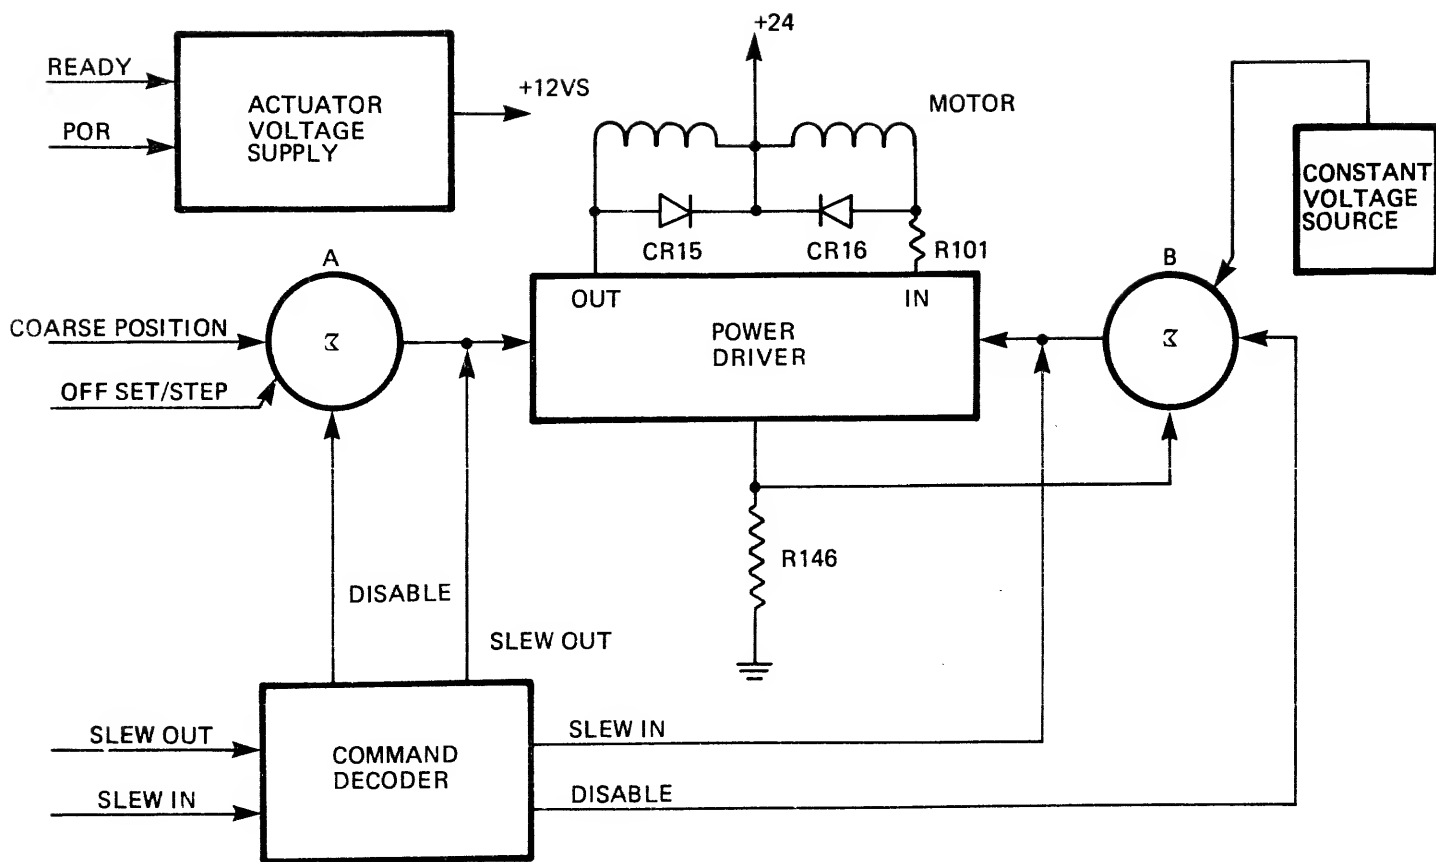 +24
READY
POR
ACTUATOR
VOLTAGE
SUPPLY
+12VS
MOTOR
CONSTANT
VOLTAGE
SOURCE
CR15
CR16
R101
A
B
OUT
IN
COARSE POSITION
Σ
POWER
DRIVER
Σ
OFF SET/STEP
R146
DISABLE
SLEW OUT
SLEW OUT
SLEW IN
COMMAND
DECODER
SLEW IN
DISABLE